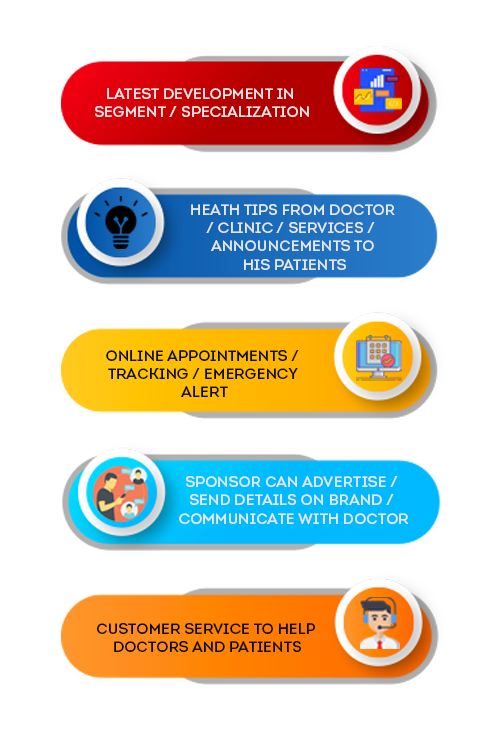 LATEST DEVELOPMENT IN
SEGMENT / SPECIALIZATION
HEATH TIPS FROM DOCTOR
/ CLINIC / SERVICES /
ANNOUNCEMENTS TO
HIS PATIENTS
ONLINE APPOINTMENTS /
TRACKING / EMERGENCY
ALERT
SPONSOR CAN ADVERTISE /
SEND DETAILS ON BRAND /
COMMUNICATE WITH DOCTOR
CUSTOMER SERVICE TO HELP
DOCTORS AND PATIENTS